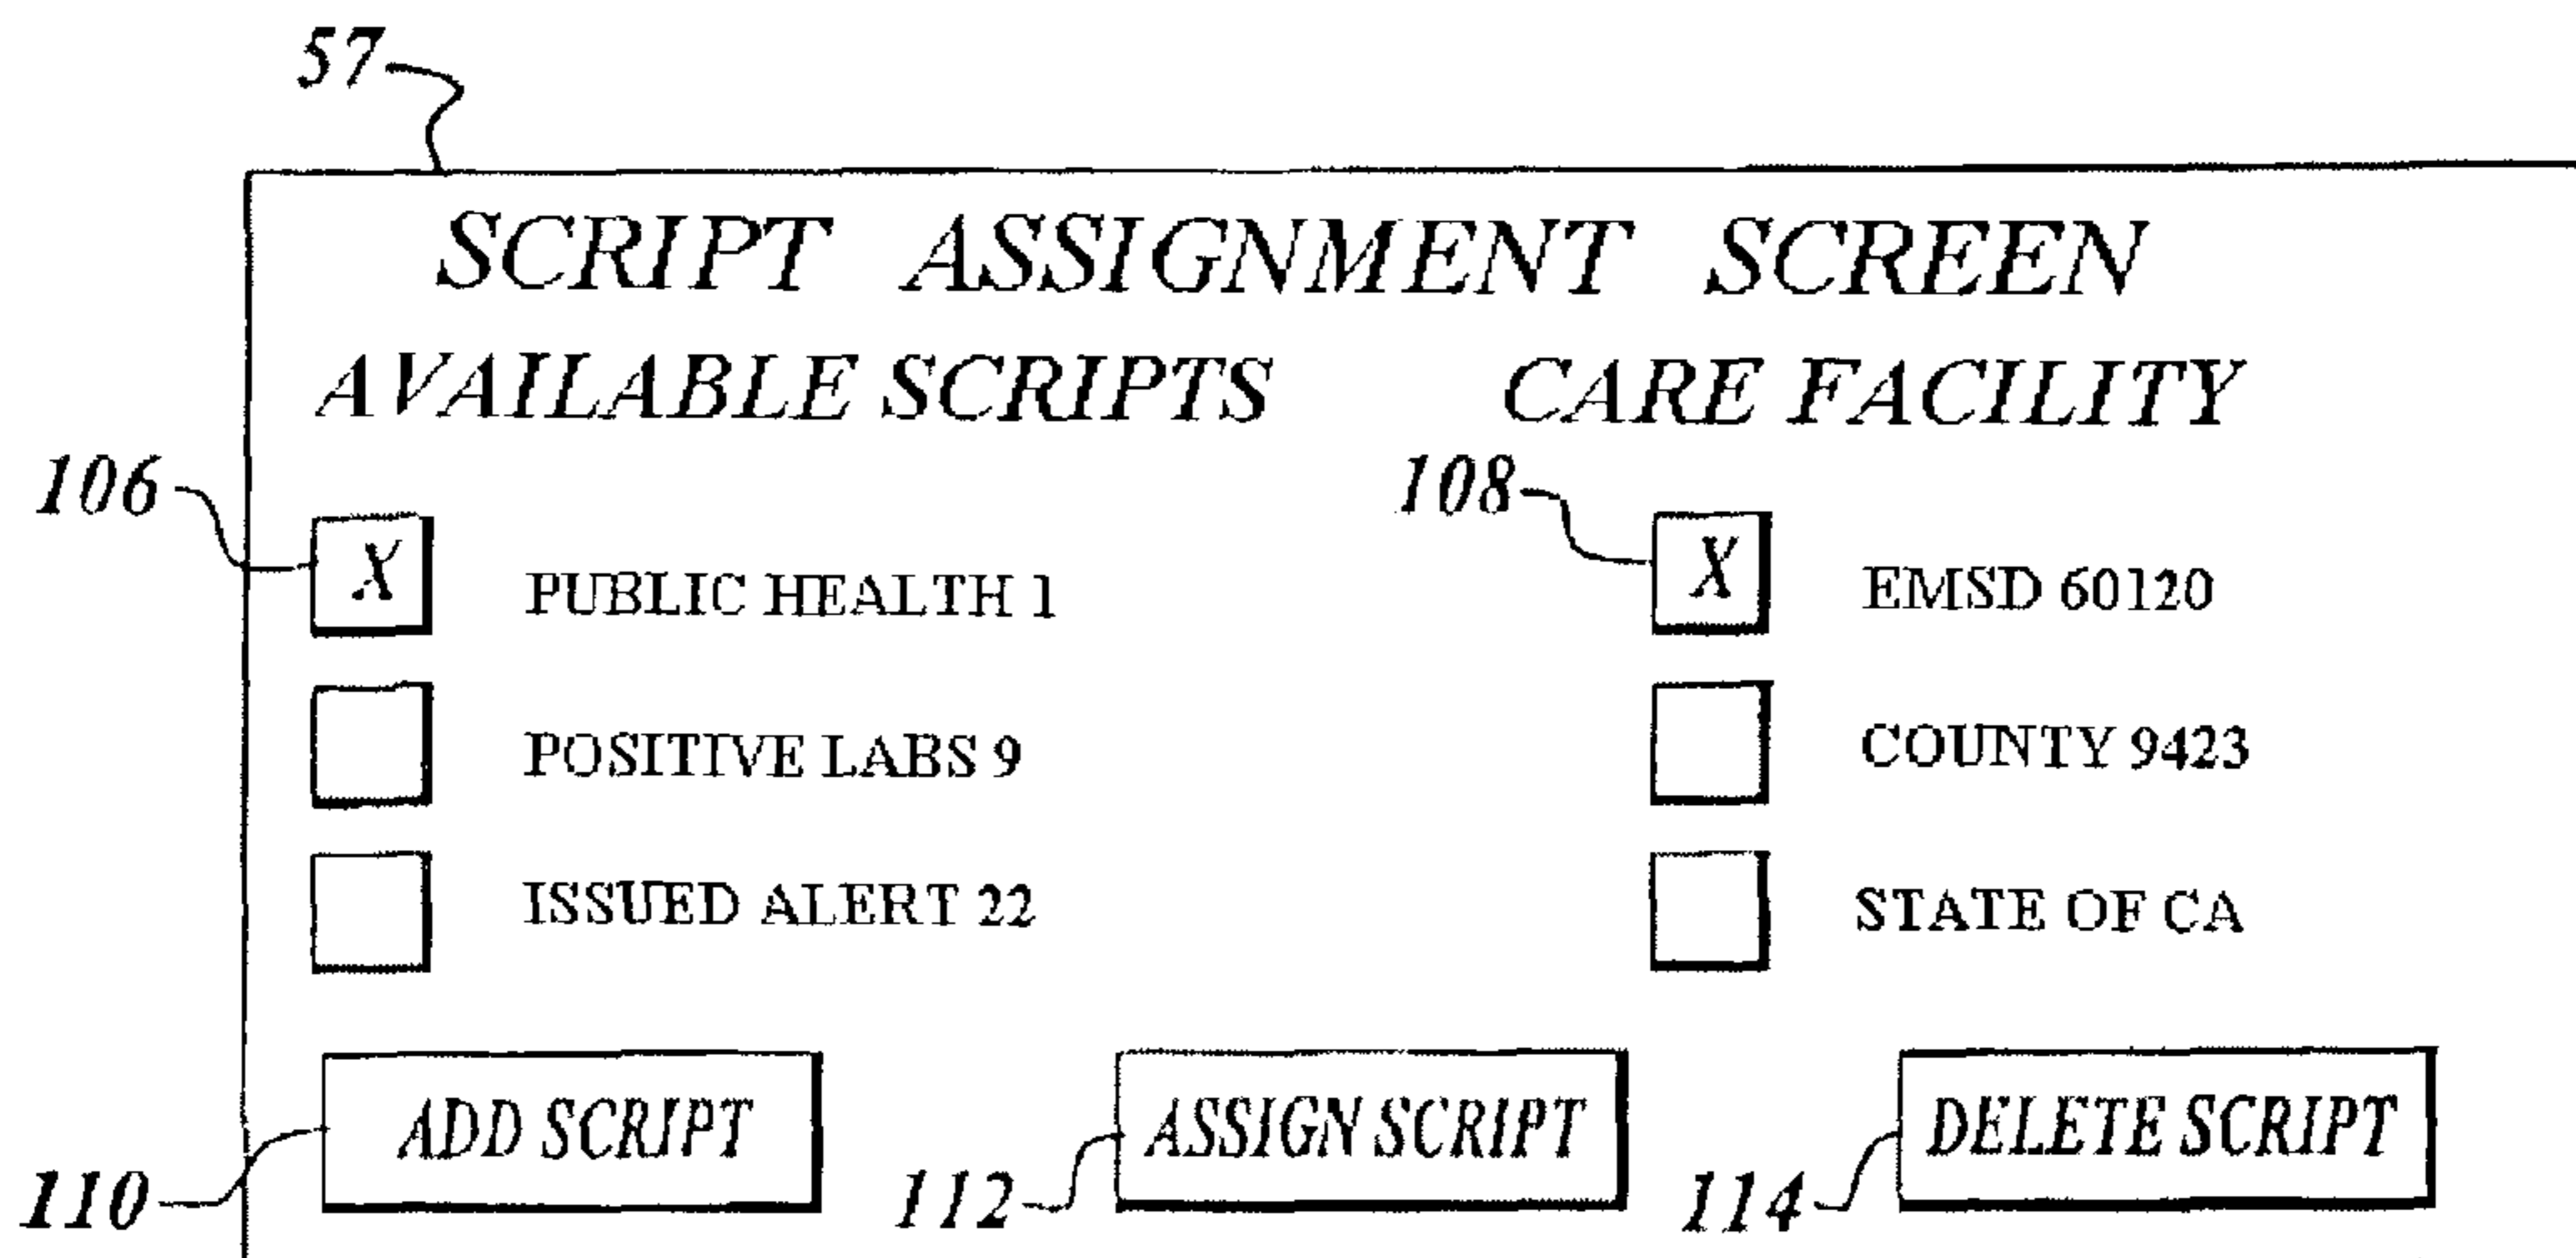 57
SCRIPT ASSIGNMENT SCREEN
AVAILABLE SCRIPTS CARE FACILITY
106 108
X PUBLIC HEALTH 1 X EMSD 60120
POSITIVE LABS 9 COUNTY 9423
ISSUED ALERT 22 STATE OF CA
ADD SCRIPT ASSIGN SCRIPT DELETE SCRIPT
110 112 114